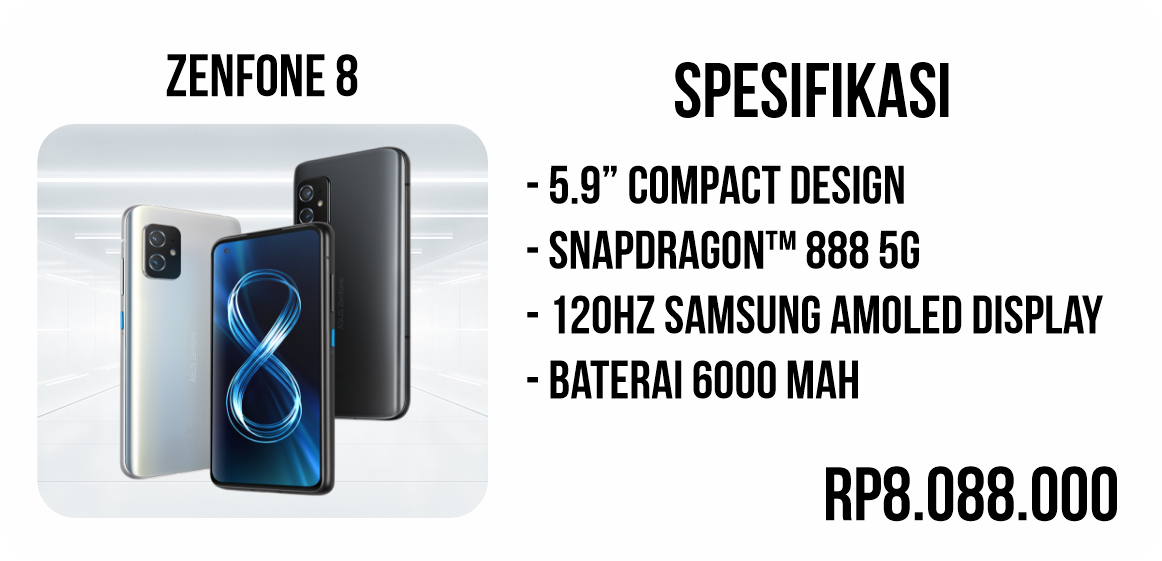 ZENFONE 8
SPESIFIKASI
- 5.9” COMPACT DESIGN
- SNAPDRAGON™ 888 5G
- 120HZ SAMSUNG AMOLED DISPLAY
- BATERAI 6000 MAH
RP8.088.000